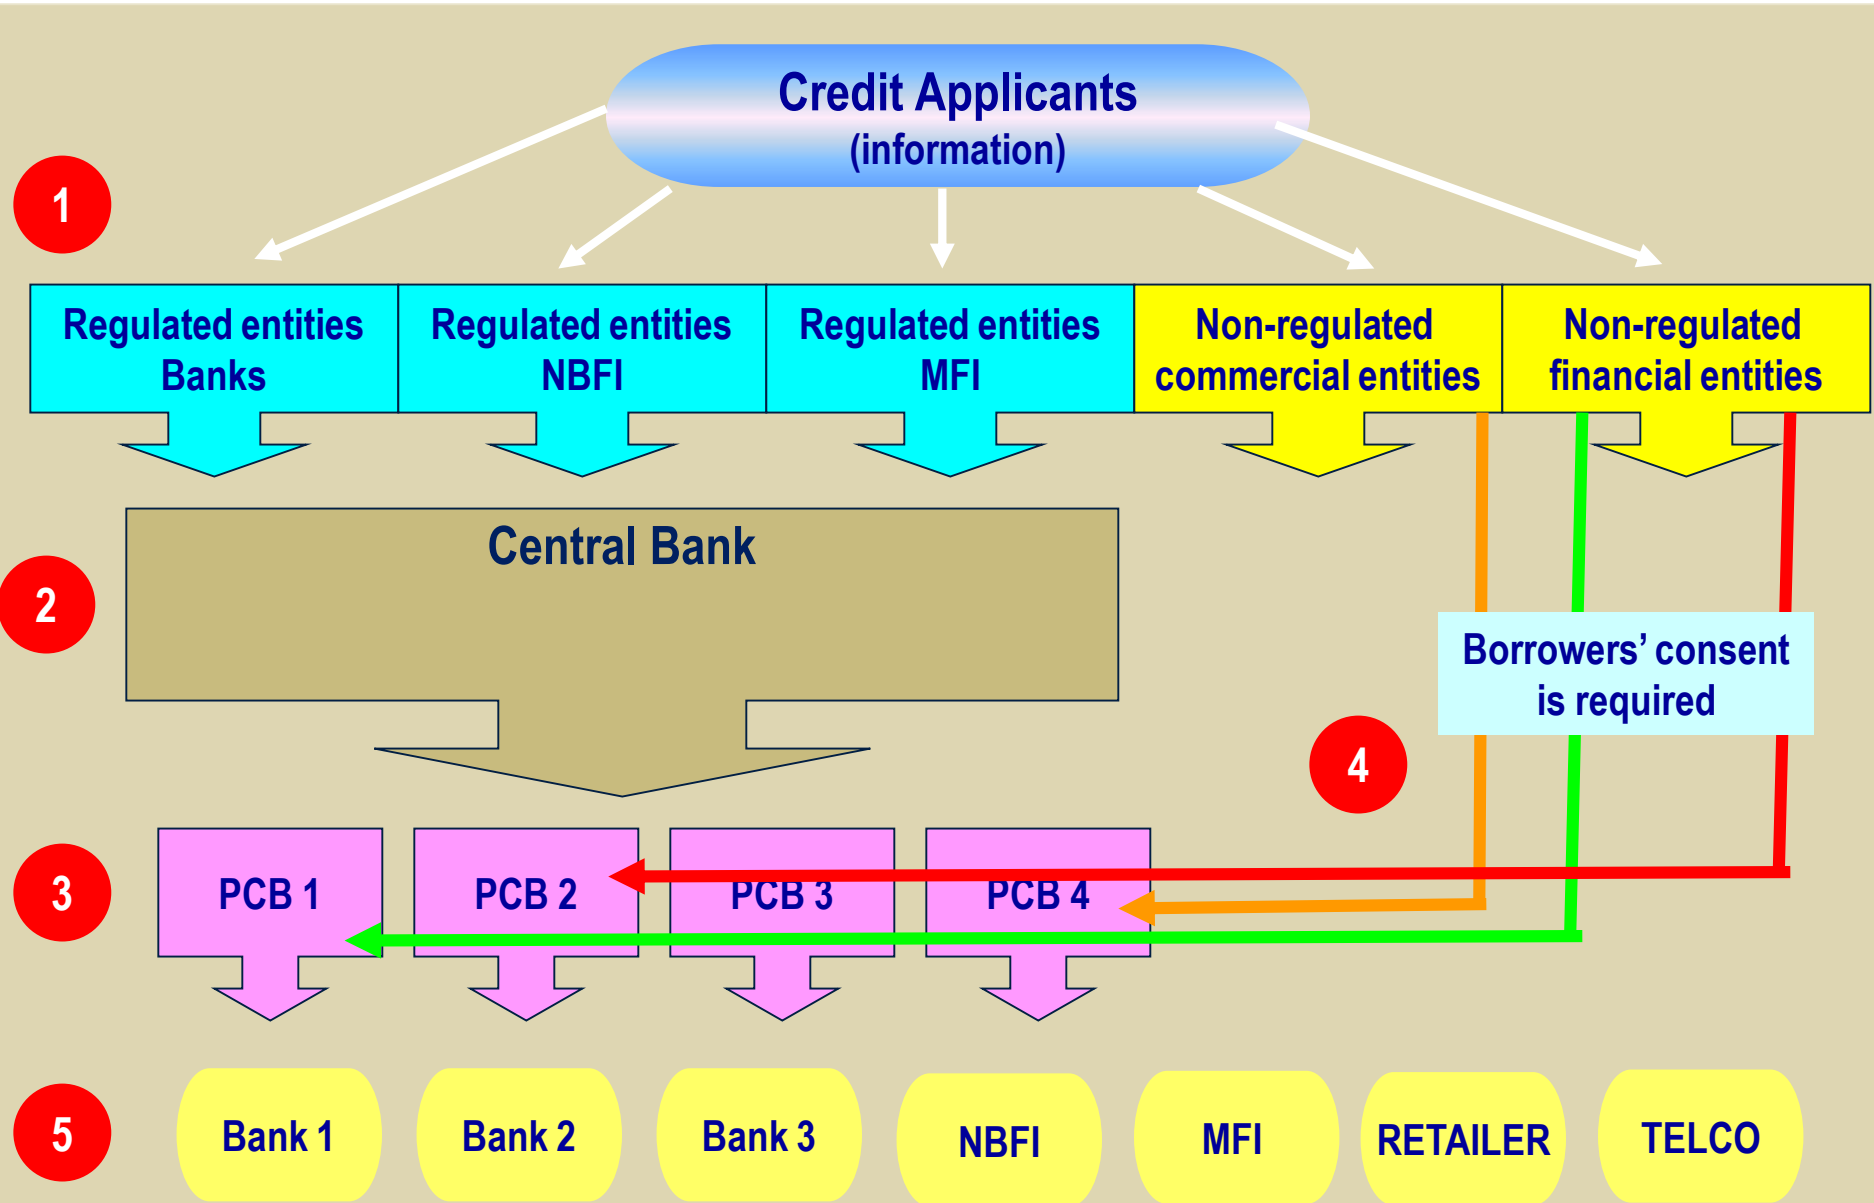 Credit Applicants
(information)
1
Regulated entities
Banks
Regulated entities
NBFI
Regulated entities
MFI
Non-regulated
commercial entities
Non-regulated
financial entities
Central Bank
2
Borrowers’ consent
is required
4
3
PCB 1
PCB 2
PCB 3
PCB 4
5
Bank 1
Bank 2
Bank 3
NBFI
MFI
RETAILER
TELCO